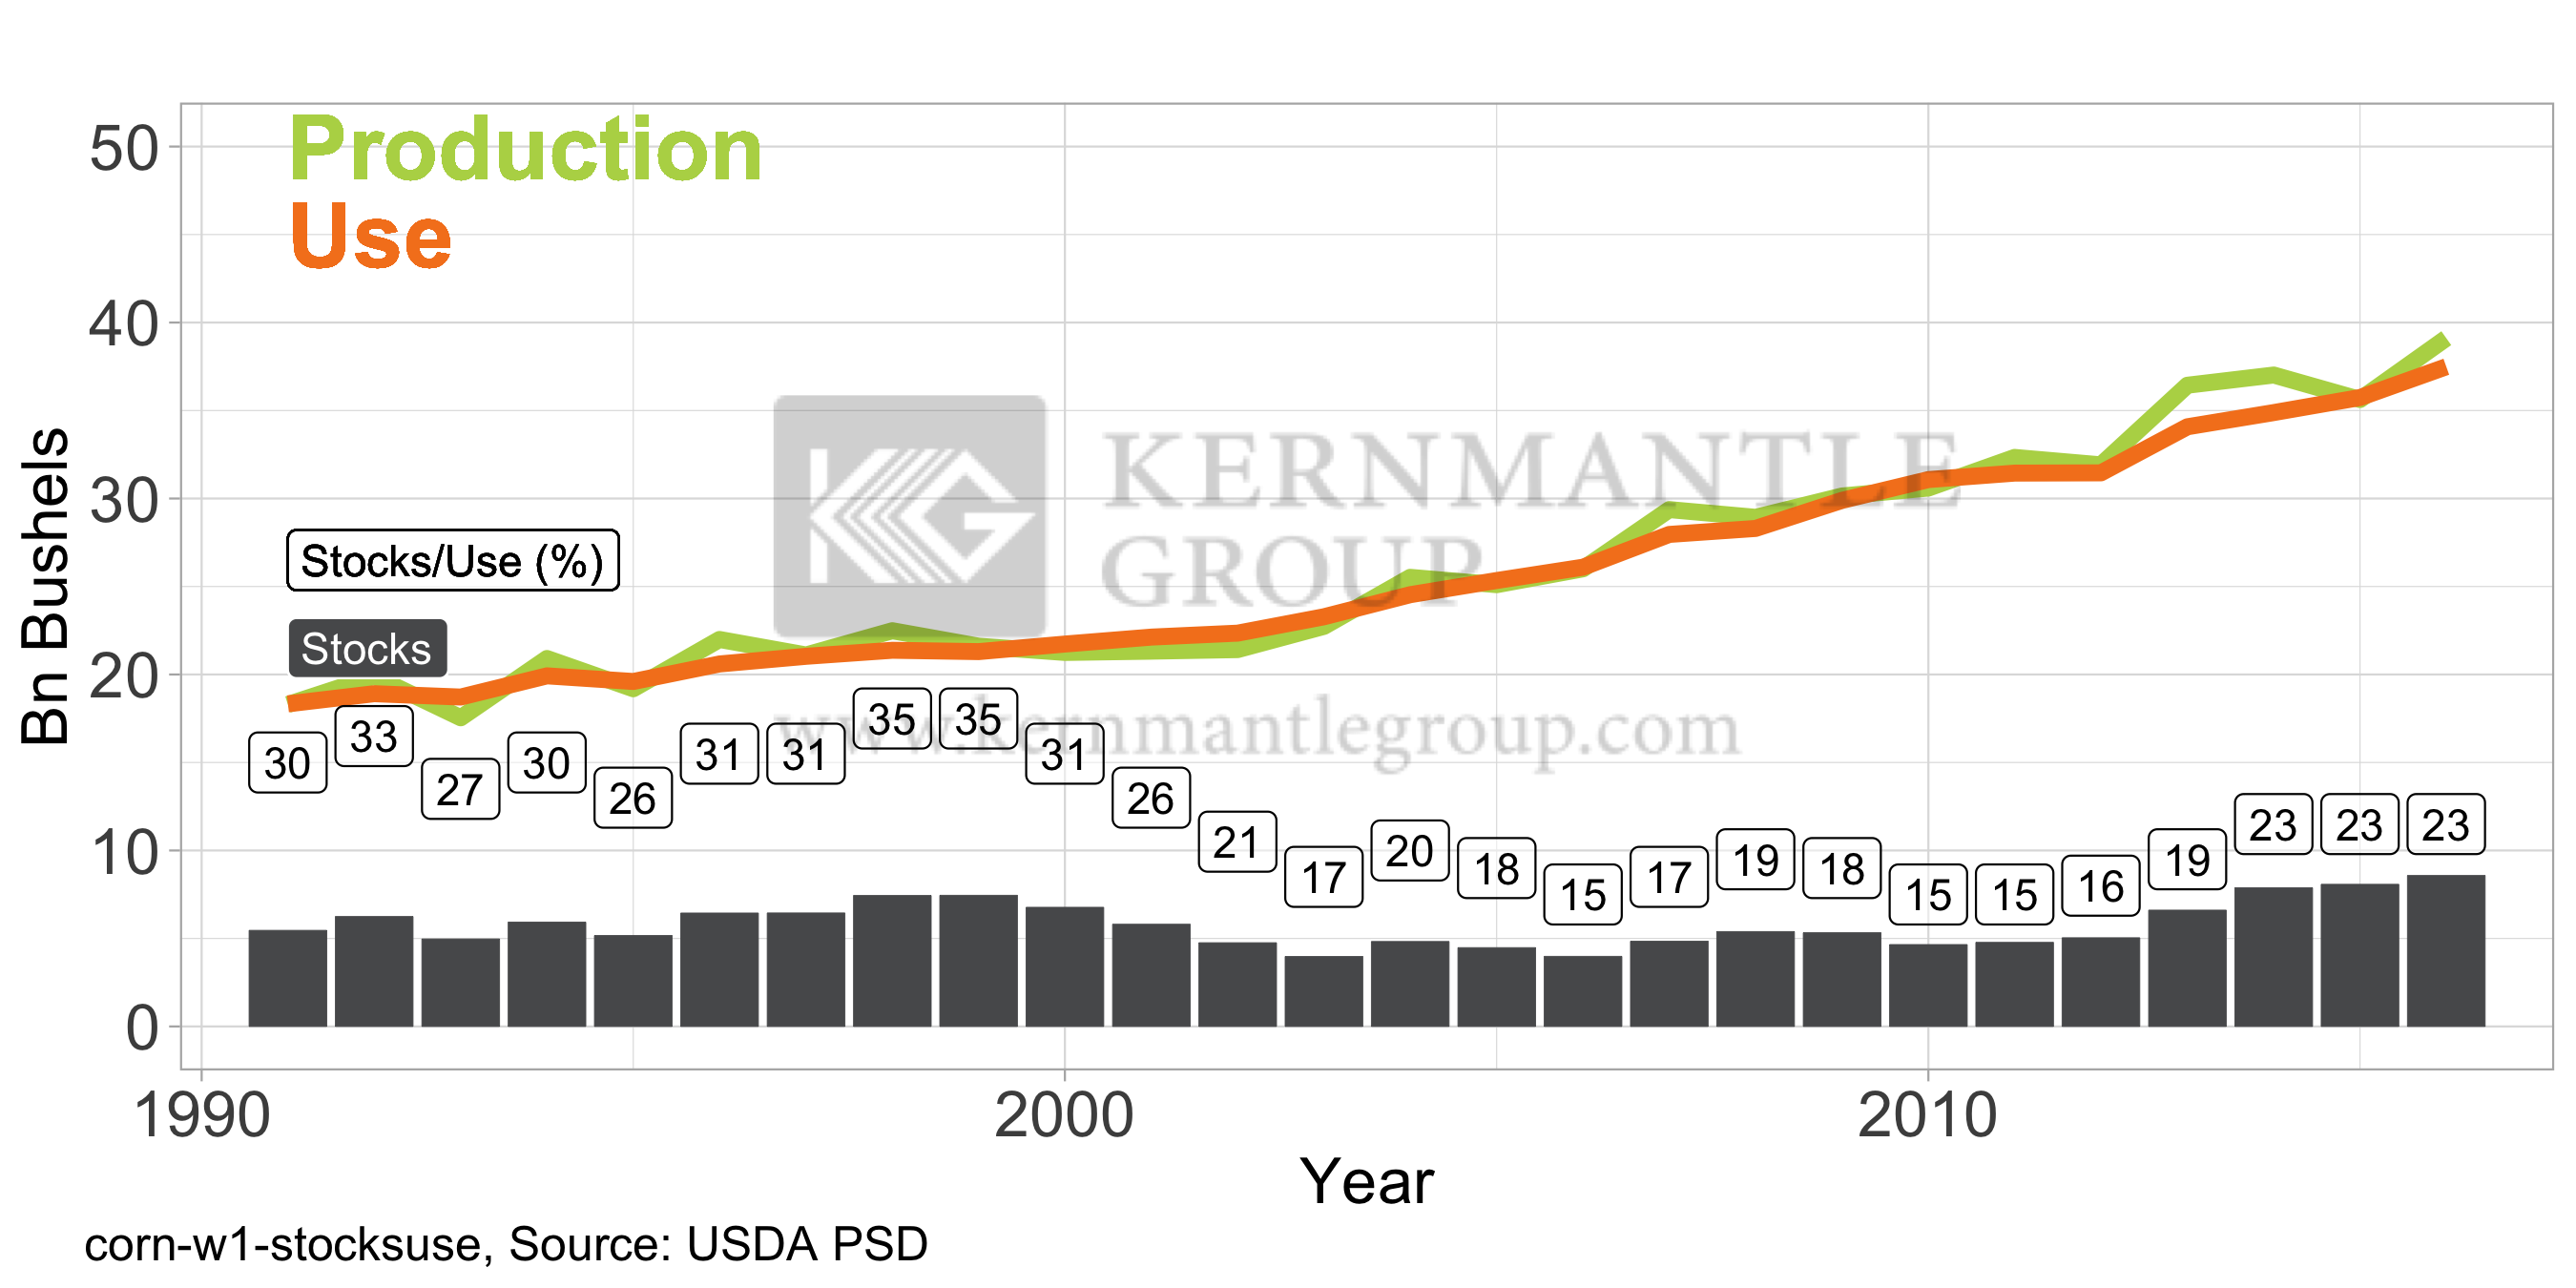 Production
Use
50
40
30
20
10
0
Bn Bushels
KERNMANTLE
GROUP
www.kernmantlegroup.com
Stocks/Use (%)
Stocks
30 33 27 30 26 31 31 35 35 31 26 21 17 20 18 15 17 19 18 15 15 16 19 23 23 23
1990 2000 2010
Year
corn-w1-stocksuse, Source: USDA PSD